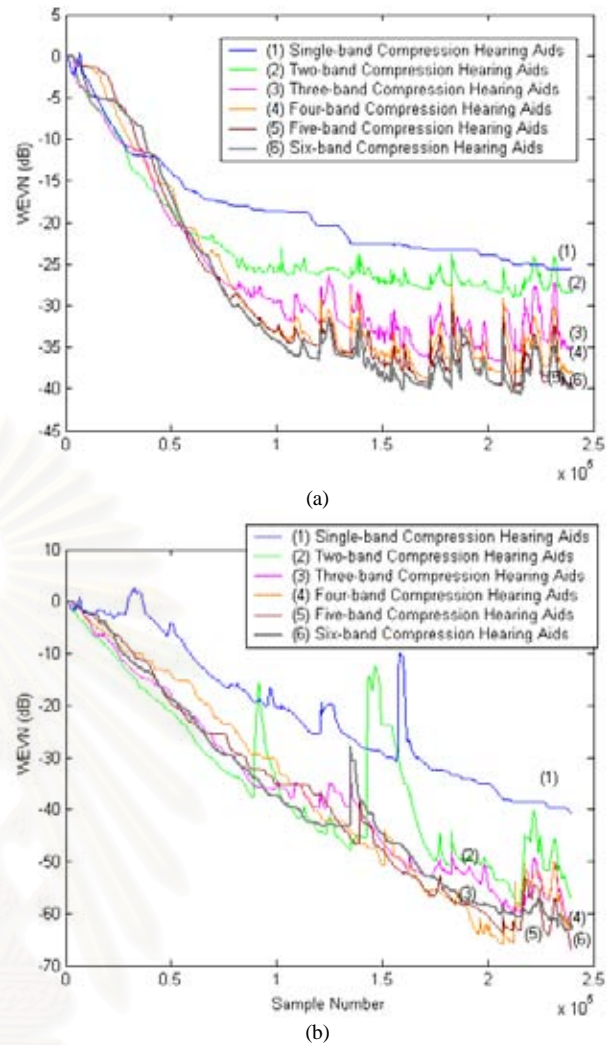 5
0
-5
-10
-15
-20
-25
-30
-35
-40
-45
WEVN (dB)
(1) Single-band Compression Hearing Aids
(2) Two-band Compression Hearing Aids
(3) Three-band Compression Hearing Aids
(4) Four-band Compression Hearing Aids
(5) Five-band Compression Hearing Aids
(6) Six-band Compression Hearing Aids
(1)
(2)
(3)
(4)
(5) (6)
0 0.5 1 1.5 2 2.5
(a)
10
0
-10
-20
-30
-40
-50
-60
-70
WEVN (dB)
(1) Single-band Compression Hearing Aids
(2) Two-band Compression Hearing Aids
(3) Three-band Compression Hearing Aids
(4) Four-band Compression Hearing Aids
(5) Five-band Compression Hearing Aids
(6) Six-band Compression Hearing Aids
(1)
(2)
(3)
(4)
(5) (6)
0 0.5 1 1.5 2 2.5
Sample Number
(b)